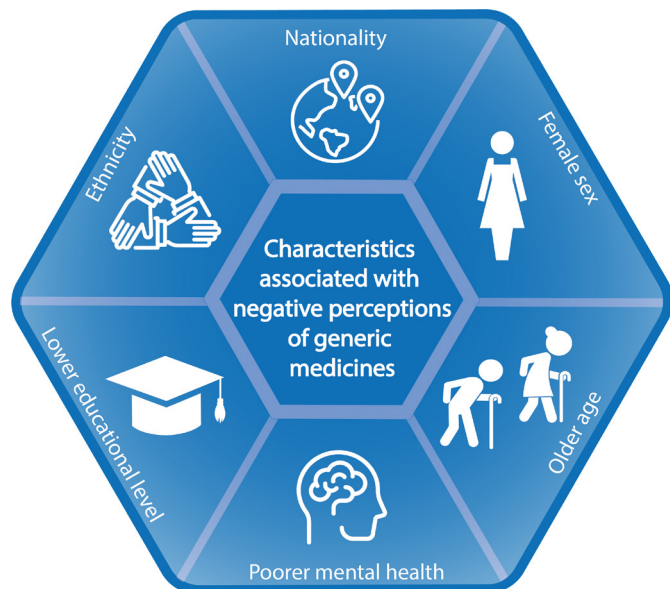 Nationality
Female sex
Older age
Poorer mental health
Lower educational level
Ethnicity
Characteristics
associated with
negative perceptions
of generic
medicines